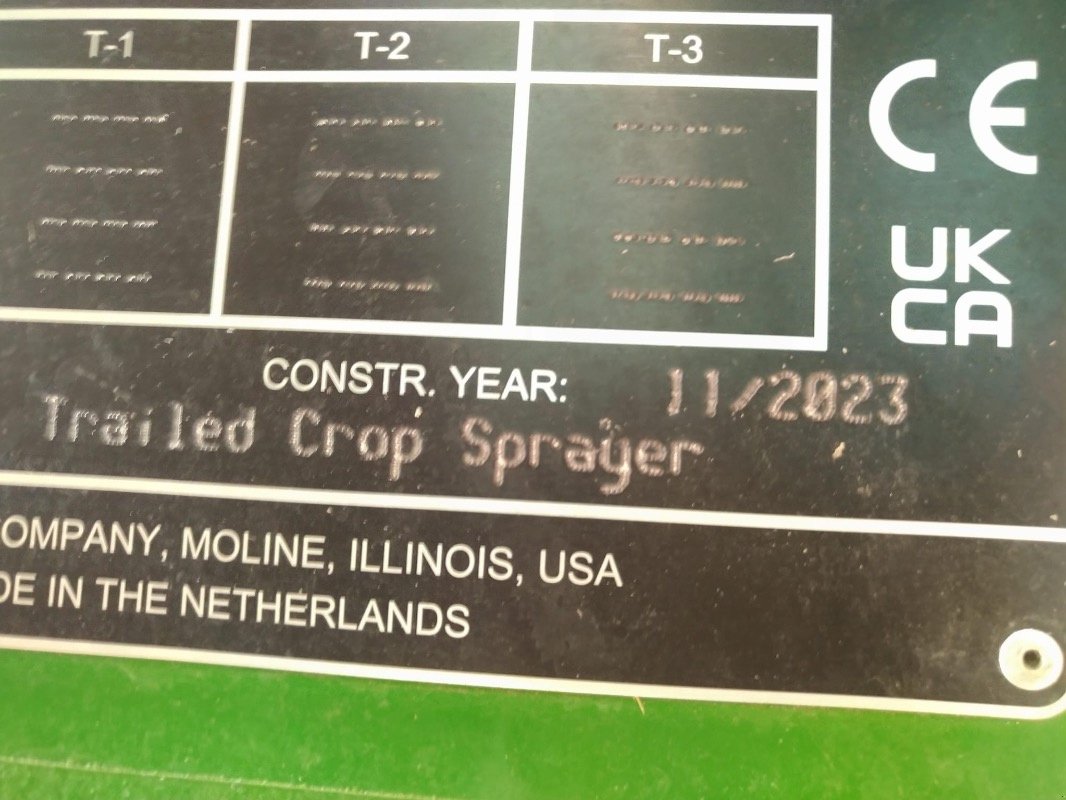 T-1 T-2 T-3
CE
UK
CA
CONSTR. YEAR: 11/2023
Trailed Crop Sprayer
OMPANY, MOLINE, ILLINOIS, USA
DE IN THE NETHERLANDS